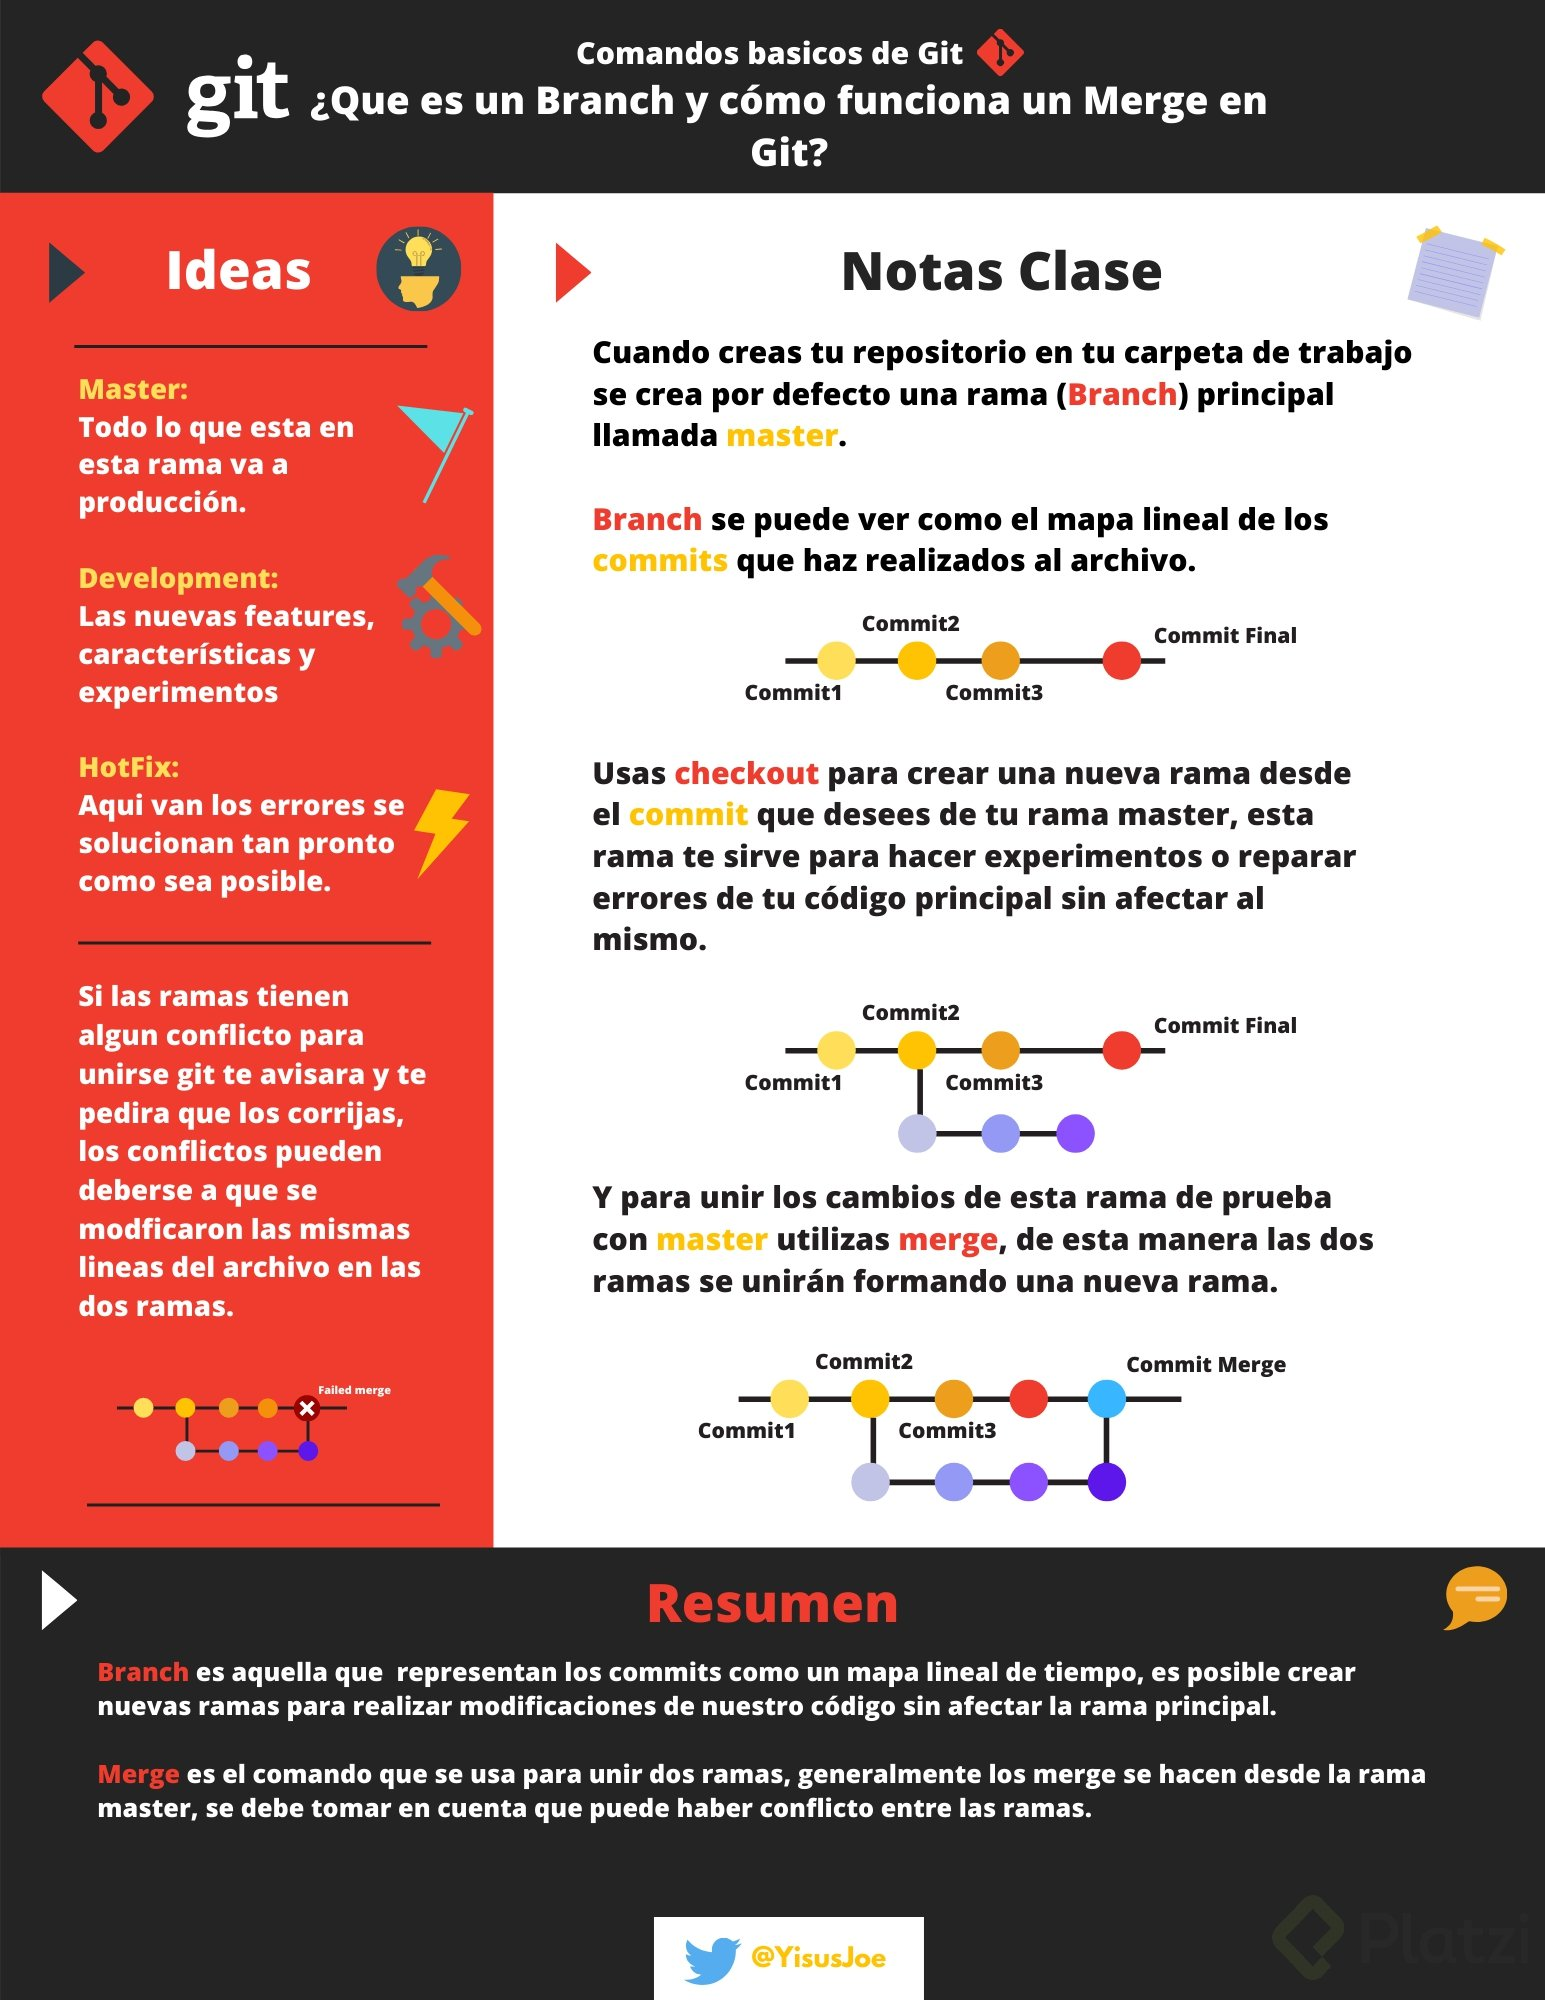 git
Comandos basicos de Git
¿Que es un Branch y cómo funciona un Merge en
Git?
Ideas
Master:
Todo lo que esta en
esta rama va a
producción.
Development:
Las nuevas features,
características y
experimentos
HotFix:
Aqui van los errores se
solucionan tan pronto
como sea posible.
Si las ramas tienen
algun conflicto para
unirse git te avisara y te
pedira que los corrijas,
los conflictos pueden
deberse a que se
modficaron las mismas
lineas del archivo en las
dos ramas.
Failed merge
Notas Clase
Cuando creas tu repositorio en tu carpeta de trabajo
se crea por defecto una rama (Branch) principal
llamada master.
Branch se puede ver como el mapa lineal de los
commits que haz realizados al archivo.
Commit2
Commit Final
Commit1
Commit3
Usas checkout para crear una nueva rama desde
el commit que desees de tu rama master, esta
rama te sirve para hacer experimentos o reparar
errores de tu código principal sin afectar al
mismo.
Commit2
Commit Final
Commit1
Commit3
Y para unir los cambios de esta rama de prueba
con master utilizas merge, de esta manera las dos
ramas se unirán formando una nueva rama.
Commit2
Commit Merge
Commit1
Commit3
Resumen
Branch es aquella que  representan los commits como un mapa lineal de tiempo, es posible crear
nuevas ramas para realizar modificaciones de nuestro código sin afectar la rama principal.
Merge es el comando que se usa para unir dos ramas, generalmente los merge se hacen desde la rama
master, se debe tomar en cuenta que puede haber conflicto entre las ramas.
@YisusJoe
Platzi